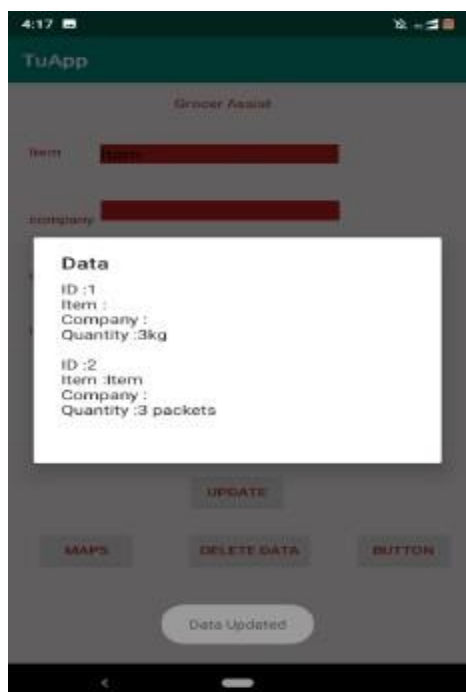 4:17
TuApp
Grocer Assist
Item
Item
company
Data
ID :1
Item :
Company :
Quantity :3kg
ID :2
Item :Item
Company :
Quantity :3 packets
UPDATE
MAPS
DELETE DATA
BUTTON
Data Updated